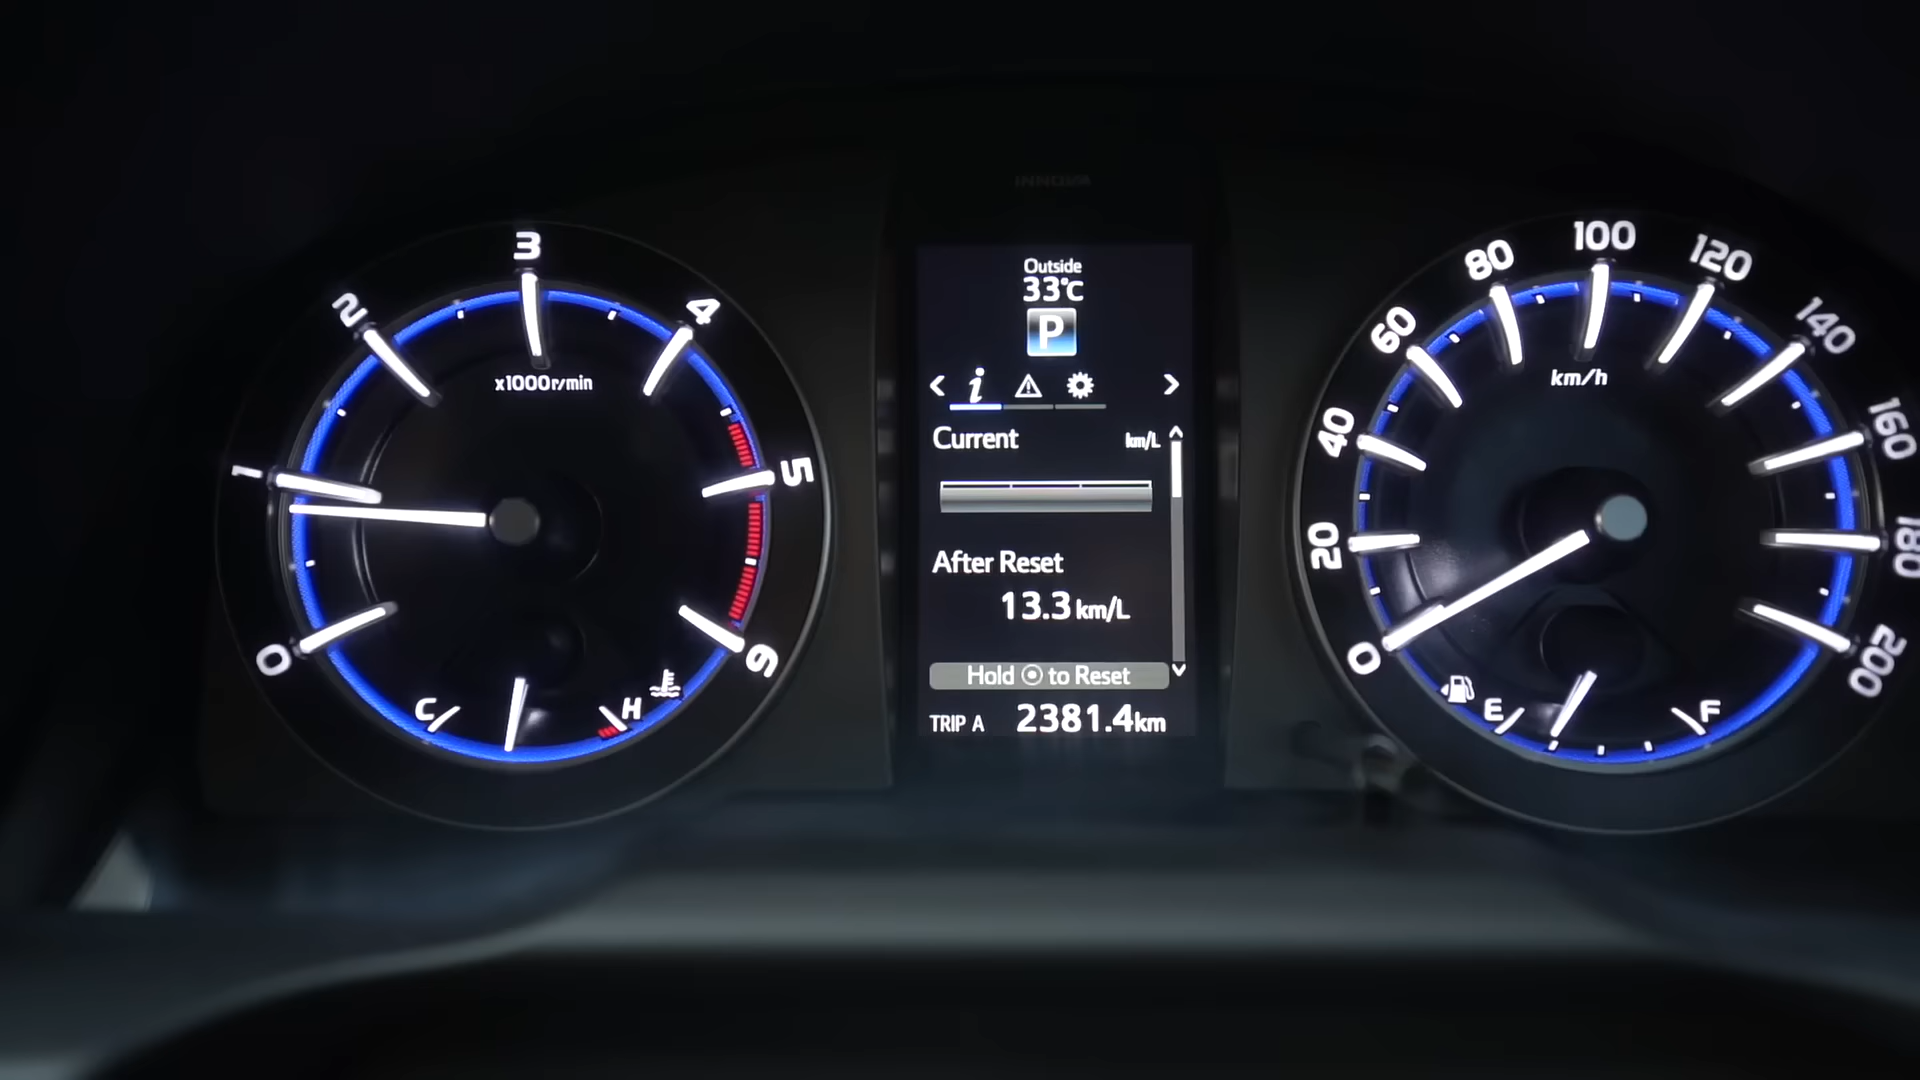 INNOVA
0
1
2
3
4
5
6
x1000r/min
C
H
Outside
33°C
P
i
Current km/L
After Reset
13.3 km/L
Hold to Reset
TRIP A 2381.4km
0
20
40
60
80
100
120
140
160
180
200
km/h
E
F